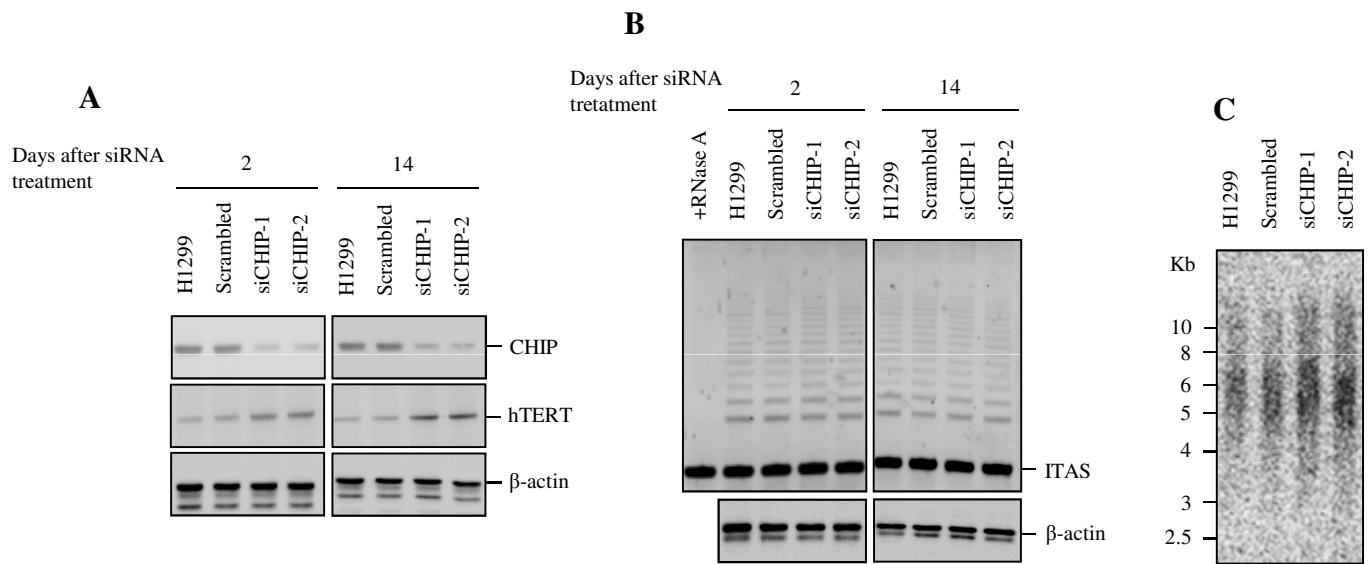 A
Days after siRNA
treatment
2
14
H1299
Scrambled
siCHIP-1
siCHIP-2
H1299
Scrambled
siCHIP-1
siCHIP-2
CHIP
hTERT
β-actin
B
Days after siRNA
tretatment
2
14
+RNase A
H1299
Scrambled
siCHIP-1
siCHIP-2
H1299
Scrambled
siCHIP-1
siCHIP-2
ITAS
β-actin
C
H1299
Scrambled
siCHIP-1
siCHIP-2
Kb
10
8
6
5
4
3
2.5